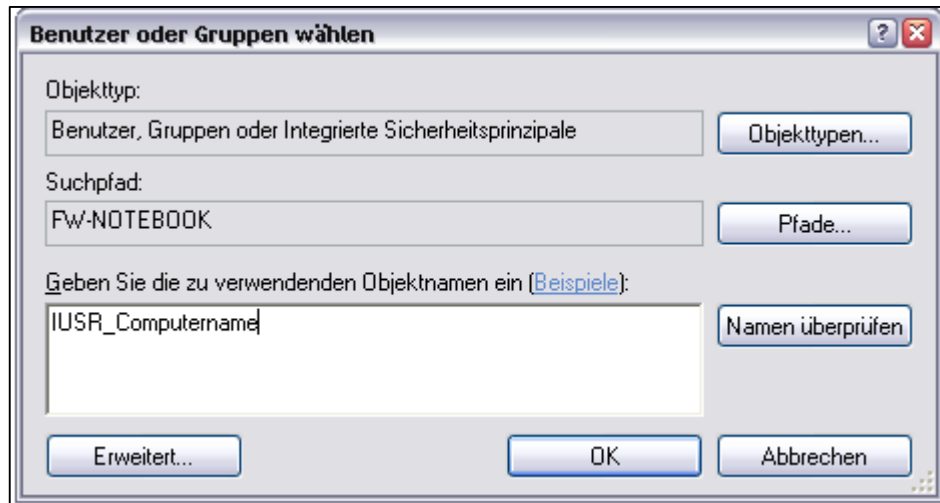 Benutzer oder Gruppen wählen
Objekttyp:
Benutzer, Gruppen oder Integrierte Sicherheitsprinzipale
Objekttypen...
Suchpfad:
FW-NOTEBOOK
Pfade...
Geben Sie die zu verwendenden Objektnamen ein (Beispiele):
IUSR_Computername
Namen überprüfen
Erweitert...
OK
Abbrechen